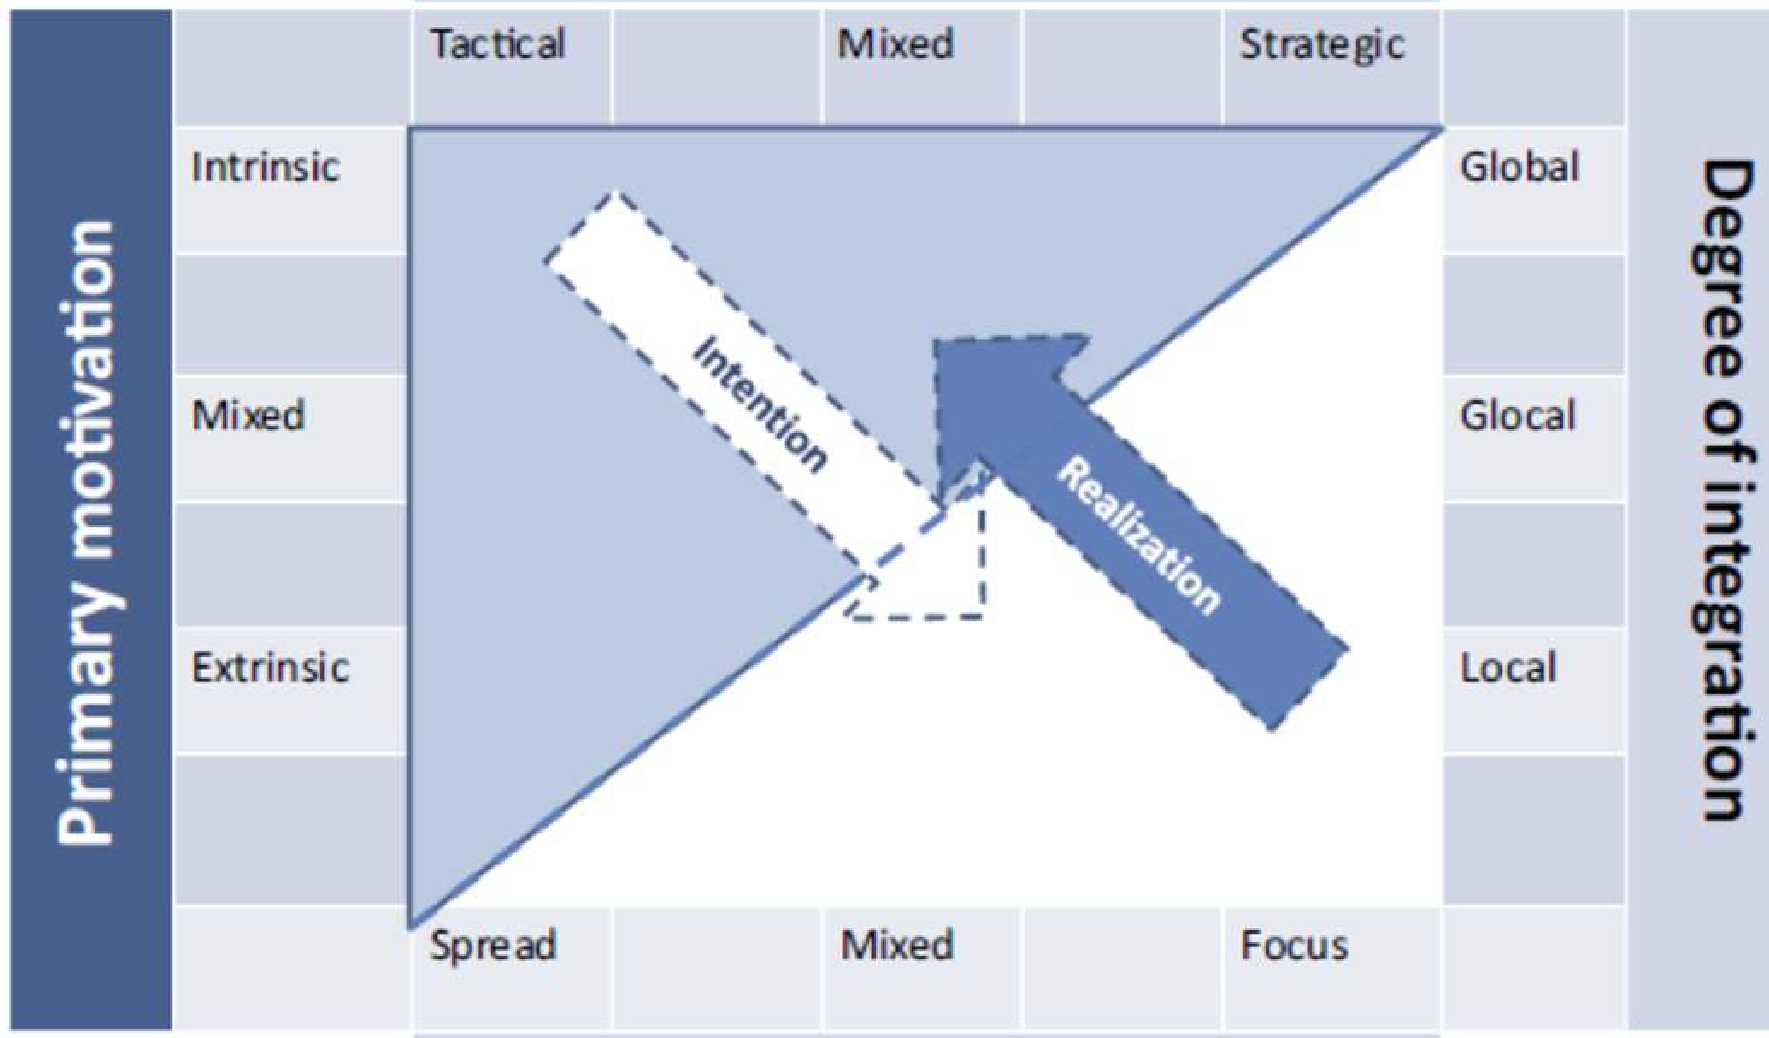 Tactical Mixed Strategic
Primary motivation
Intrinsic
Mixed
Extrinsic
Intention
Realization
Global
Glocal
Local
Degree of integration
Spread Mixed Focus